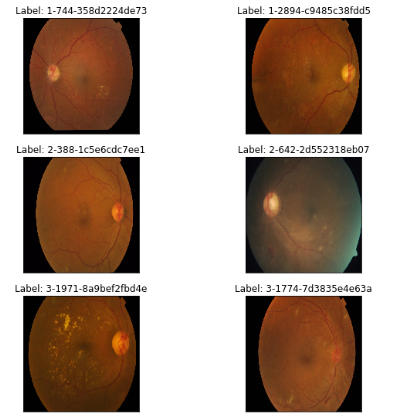 Label: 1-744-358d2224de73
Label: 1-2894-c9485c38fdd5
Label: 2-388-1c5e6cdc7ee1
Label: 2-642-2d552318eb07
Label: 3-1971-8a9bef2fbd4e
Label: 3-1774-7d3835e4e63a